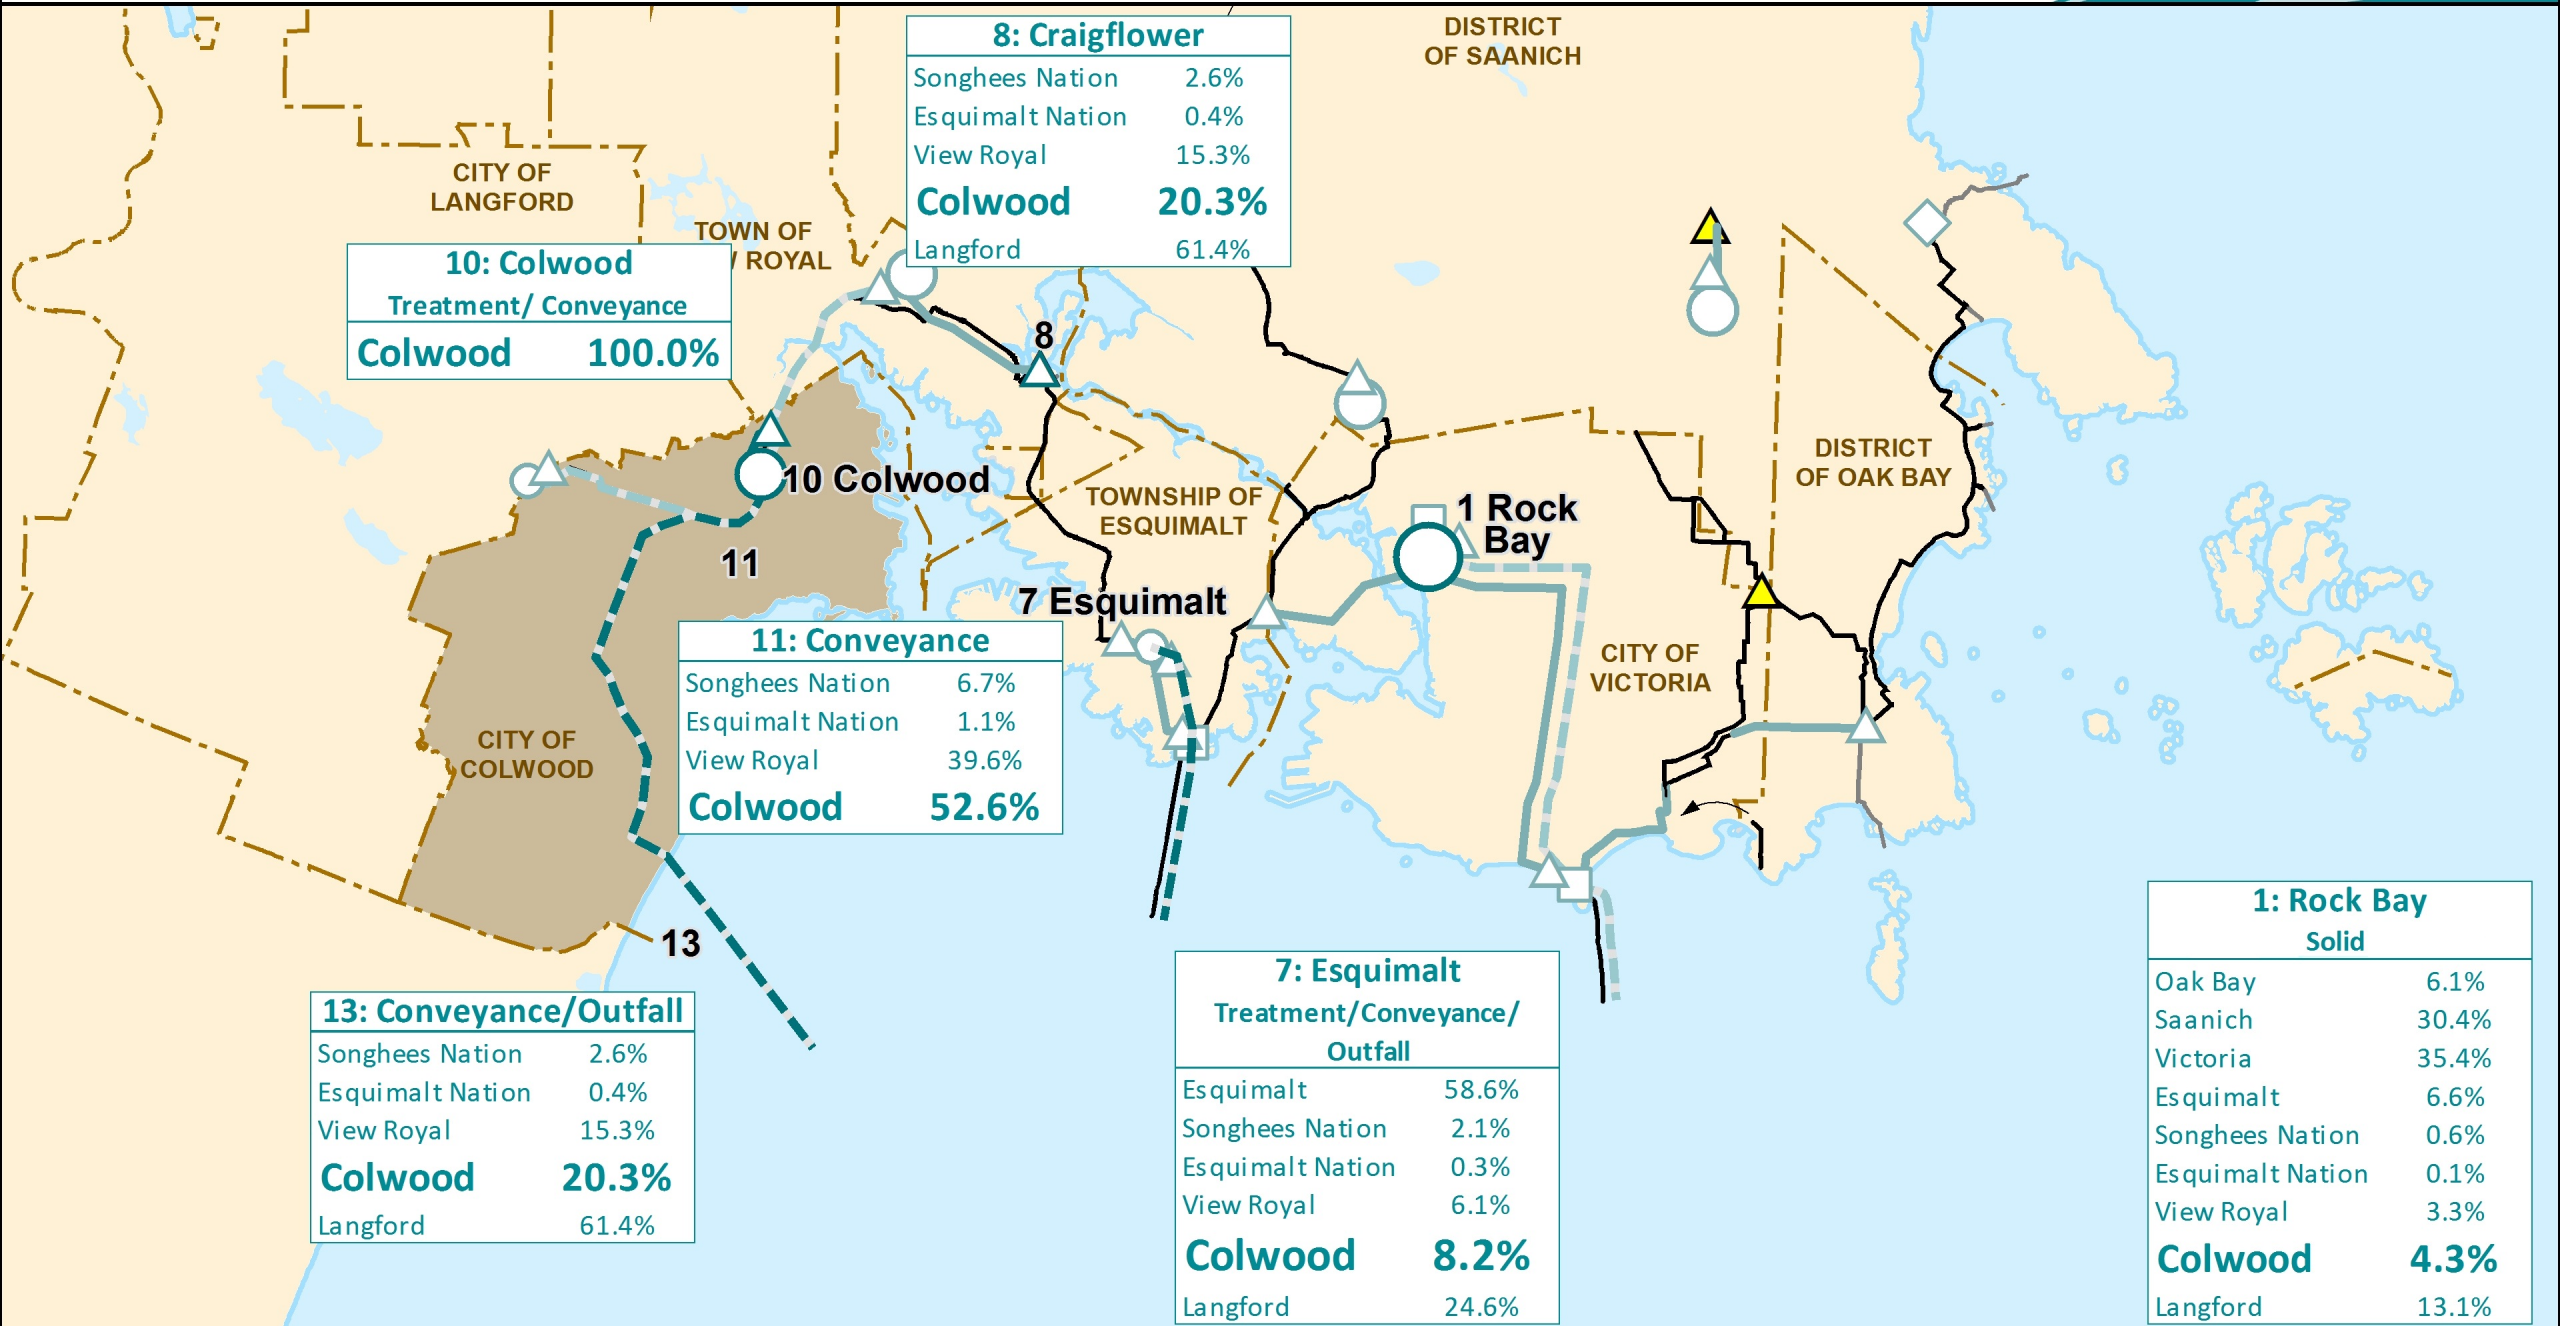 DISTRICT
OF SAANICH
8: Craigflower
Songhees Nation 2.6%
Esquimalt Nation 0.4%
View Royal 15.3%
Colwood 20.3%
Langford 61.4%
CITY OF
LANGFORD
TOWN OF
ROYAL
10: Colwood
Treatment/ Conveyance
Colwood 100.0%
8
10 Colwood
11
TOWNSHIP OF
ESQUIMALT
1 Rock
Bay
DISTRICT
OF OAK BAY
7 Esquimalt
CITY OF
VICTORIA
11: Conveyance
Songhees Nation 6.7%
Esquimalt Nation 1.1%
View Royal 39.6%
Colwood 52.6%
CITY OF
COLWOOD
13
13: Conveyance/Outfall
Songhees Nation 2.6%
Esquimalt Nation 0.4%
View Royal 15.3%
Colwood 20.3%
Langford 61.4%
7: Esquimalt
Treatment/Conveyance/
Outfall
Esquimalt 58.6%
Songhees Nation 2.1%
Esquimalt Nation 0.3%
View Royal 6.1%
Colwood 8.2%
Langford 24.6%
1: Rock Bay
Solid
Oak Bay 6.1%
Saanich 30.4%
Victoria 35.4%
Esquimalt 6.6%
Songhees Nation 0.6%
Esquimalt Nation 0.1%
View Royal 3.3%
Colwood 4.3%
Langford 13.1%